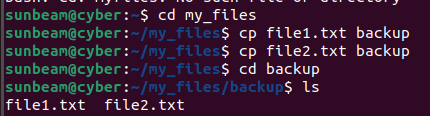 bash: cd: myfiles: No such file or directory
sunbeam@cyber:~$ cd my_files
sunbeam@cyber:~/my_files$ cp file1.txt backup
sunbeam@cyber:~/my_files$ cp file2.txt backup
sunbeam@cyber:~/my_files$ cd backup
sunbeam@cyber:~/my_files/backup$ ls
file1.txt  file2.txt